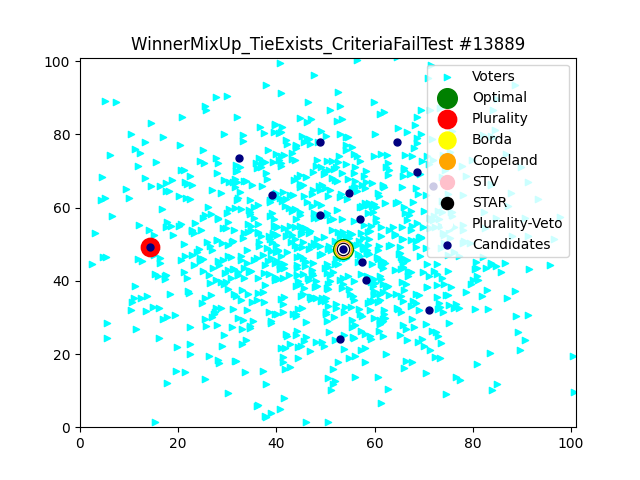 WinnerMixUp_TieExists_CriteriaFailTest #13889
100
80
60
40
20
0
0
20
40
60
80
100
Voters
Optimal
Plurality
Borda
Copeland
STV
STAR
Plurality-Veto
Candidates